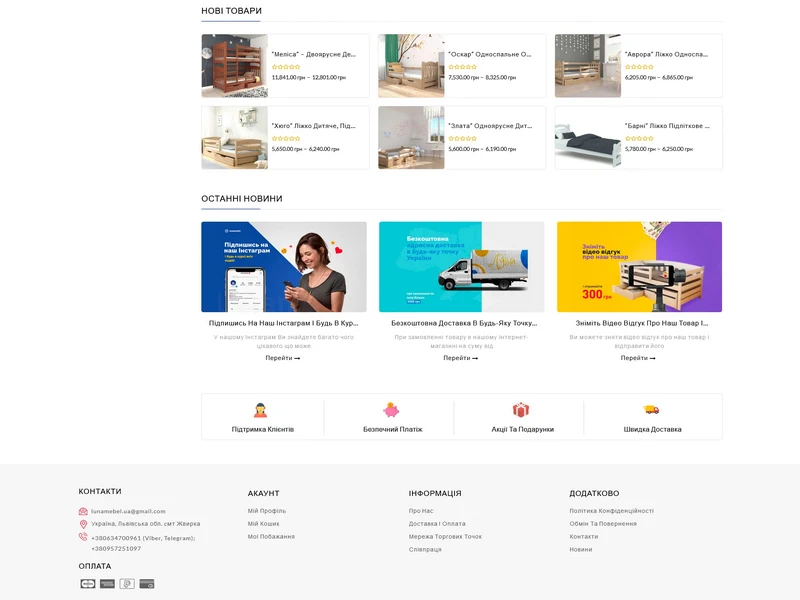 НОВІ ТОВАРИ
"Меліса" – Двоярусне Де...
11,841.00 грн – 12,801.00 грн
"Оскар" Односпальне О...
7,530.00 грн – 8,325.00 грн
"Аврора" Ліжко Односпа...
6,205.00 грн – 6,865.00 грн
"Хюго" Ліжко Дитяче, Під...
5,650.00 грн – 6,240.00 грн
"Злата" Одноярусне Дит...
5,600.00 грн – 6,190.00 грн
"Барні" Ліжко Підліткове ...
5,780.00 грн – 6,250.00 грн
ОСТАННІ НОВИНИ
Підпишись на
наш Інстаграм
Безкоштовна
адресна доставка
в будь-яку точку
України
Зніміть
відео відгук
про наш товар
300 грн
Підпишись На Наш Інстаграм І Будь В Кур...
У нашому Інстаграм Ви знайдете багато чого
цікавого що може
Перейти
Безкоштовна Доставка В Будь-Яку Точку...
При замовленні товару в нашому інтернет-
магазині на суму від
Перейти
Зніміть Відео Відгук Про Наш Товар І...
Ви можете зняти відео відгук про наш товар і
відправити його
Перейти
Підтримка Клієнтів
Безпечний Платіж
Акції Та Подарунки
Швидка Доставка
КОНТАКТИ
lunamebel.ua@gmail.com
Україна, Львівська обл. смт Жвирка
+380634700961 (Viber, Telegram);
+380957251097
ОПЛАТА
АКАУНТ
Мій Профіль
Мій Кошик
Мої Побажання
ІНФОРМАЦІЯ
Про Нас
Доставка І Оплата
Мережа Торгових Точок
Співпраця
ДОДАТКОВО
Політика Конфіденційності
Обмін Та Повернення
Контакти
Новини